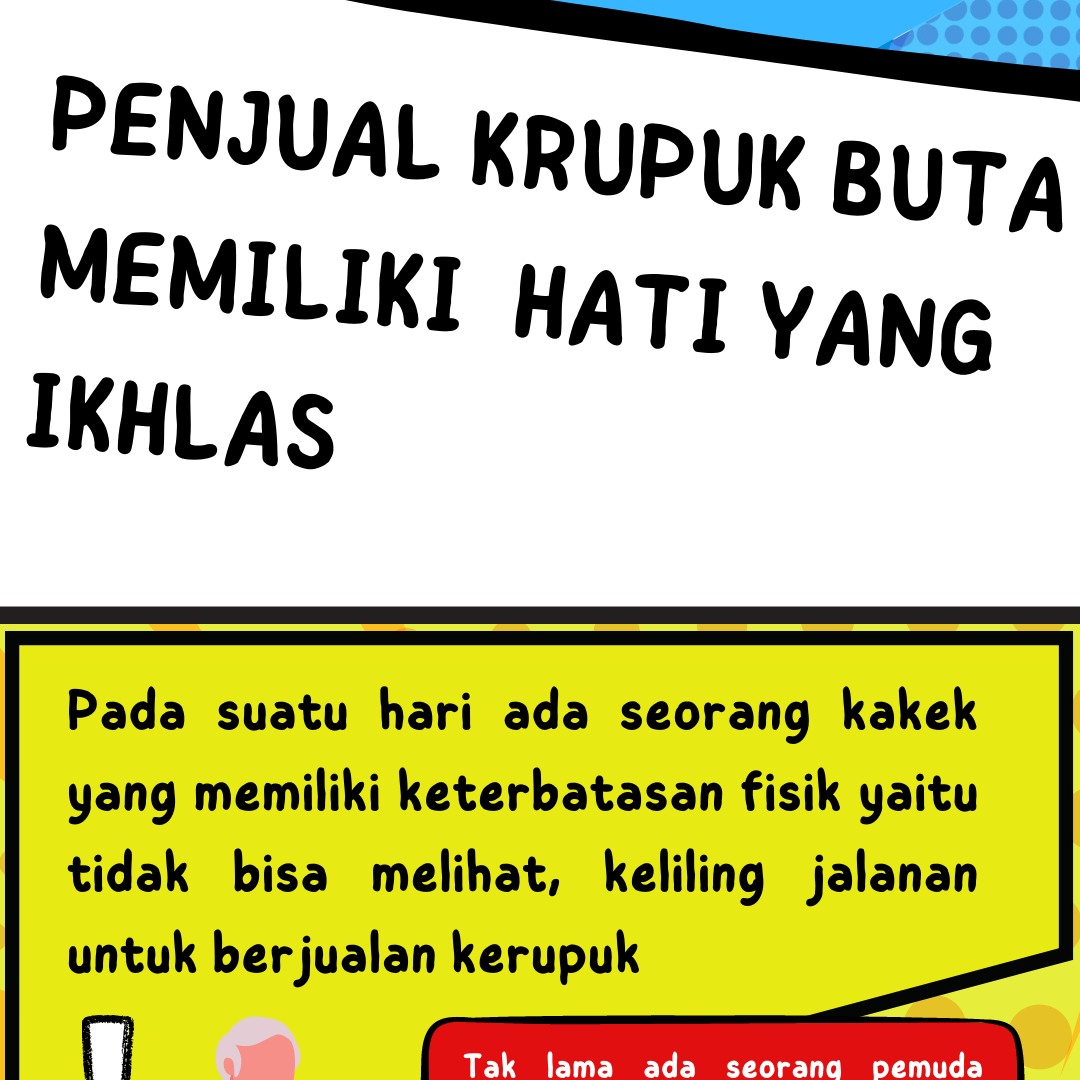 PENJUAL KRUPUK BUTA
MEMILIKI HATI YANG
IKHLAS
Pada suatu hari ada seorang kakek
yang memiliki keterbatasan fisik yaitu
tidak bisa melihat, keliling jalanan
untuk berjualan kerupuk
Tak lama ada seorang pemuda